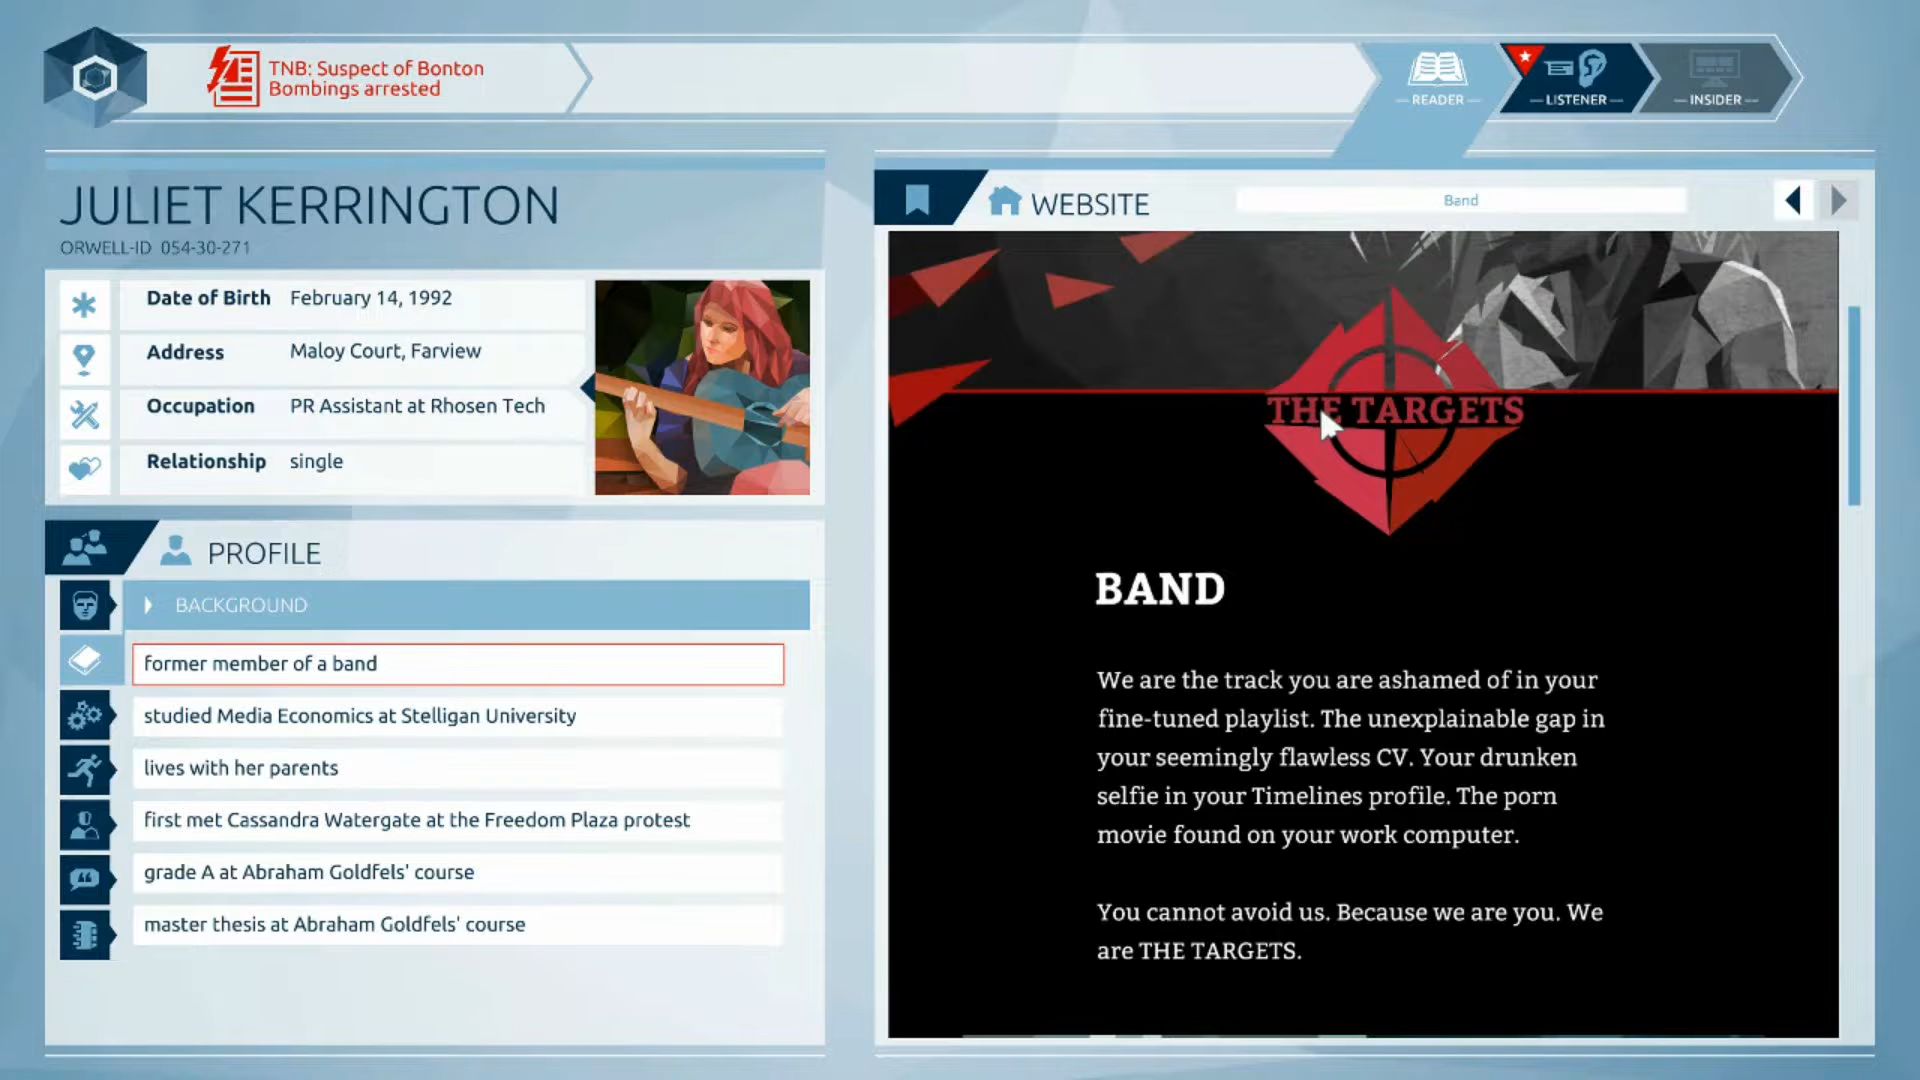 TNB: Suspect of Bonton
Bombings arrested
— READER —
— LISTENER —
— INSIDER —
JULIET KERRINGTON
ORWELL-ID 054-30-271
Date of Birth February 14, 1992
Address Maloy Court, Farview
Occupation PR Assistant at Rhosen Tech
Relationship single
PROFILE
BACKGROUND
former member of a band
studied Media Economics at Stelligan University
lives with her parents
first met Cassandra Watergate at the Freedom Plaza protest
grade A at Abraham Goldfels' course
master thesis at Abraham Goldfels' course
WEBSITE
Band
THE TARGETS
BAND
We are the track you are ashamed of in your
fine-tuned playlist. The unexplainable gap in
your seemingly flawless CV. Your drunken
selfie in your Timelines profile. The porn
movie found on your work computer.
You cannot avoid us. Because we are you. We
are THE TARGETS.